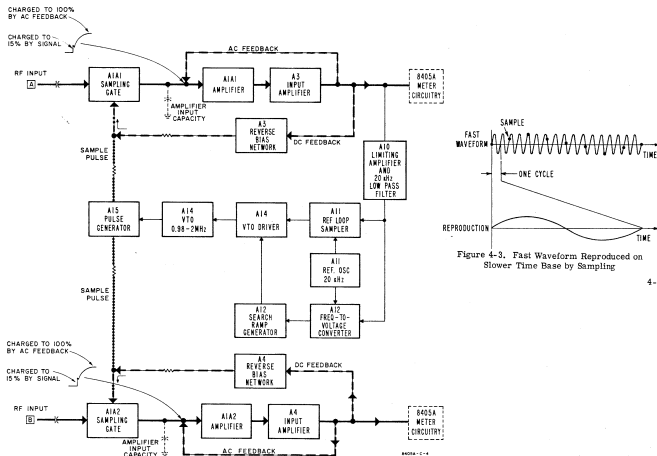 CHARGED TO 100%
BY AC FEEDBACK
CHARGED TO
15% BY SIGNAL
AC FEEDBACK
RF INPUT
A
A1A1
SAMPLING
GATE
A1A1
AMPLIFIER
A3
INPUT
AMPLIFIER
8405A
METER
CIRCUITRY
AMPLIFIER
INPUT
CAPACITY
A3
REVERSE
BIAS
NETWORK
DC FEEDBACK
SAMPLE
PULSE
A10
LIMITING
AMPLIFIER
AND
20 kHz
LOW PASS
FILTER
A15
PULSE
GENERATOR
A14
VTO
0.98-2MHz
A14
VTO DRIVER
A11
REF LOOP
SAMPLER
A11
REF. OSC
20 kHz
SAMPLE
PULSE
A12
SEARCH
RAMP
GENERATOR
A12
FREQ-TO-
VOLTAGE
CONVERTER
CHARGED TO 100%
BY AC FEEDBACK
CHARGED TO
15% BY SIGNAL
A4
REVERSE
BIAS
NETWORK
DC FEEDBACK
RF INPUT
B
A1A2
SAMPLING
GATE
A1A2
AMPLIFIER
A4
INPUT
AMPLIFIER
8405A
METER
CIRCUITRY
AMPLIFIER
INPUT
CAPACITY
AC FEEDBACK
8405A-C-4
SAMPLE
FAST
WAVEFORM
TIME
ONE CYCLE
REPRODUCTION
TIME
Figure 4-3. Fast Waveform Reproduced on
Slower Time Base by Sampling
4-